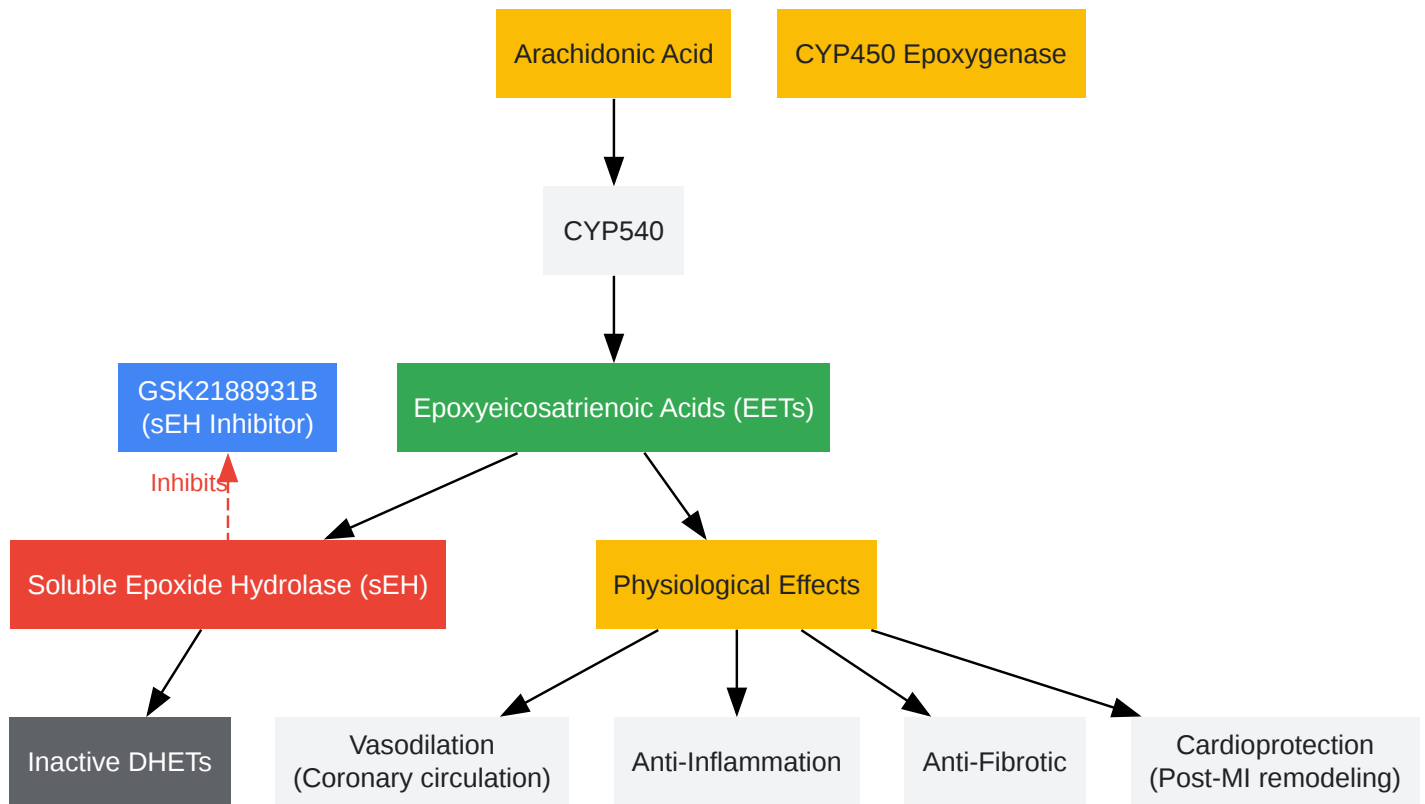 Arachidonic Acid
CYP450 Epoxygenase
CYP540
GSK2188931B
(sEH Inhibitor)
Epoxyeicosatrienoic Acids (EETs)
Inhibits
Soluble Epoxide Hydrolase (sEH)
Physiological Effects
Inactive DHETs
Vasodilation
(Coronary circulation)
Anti-Inflammation
Anti-Fibrotic
Cardioprotection
(Post-MI remodeling)